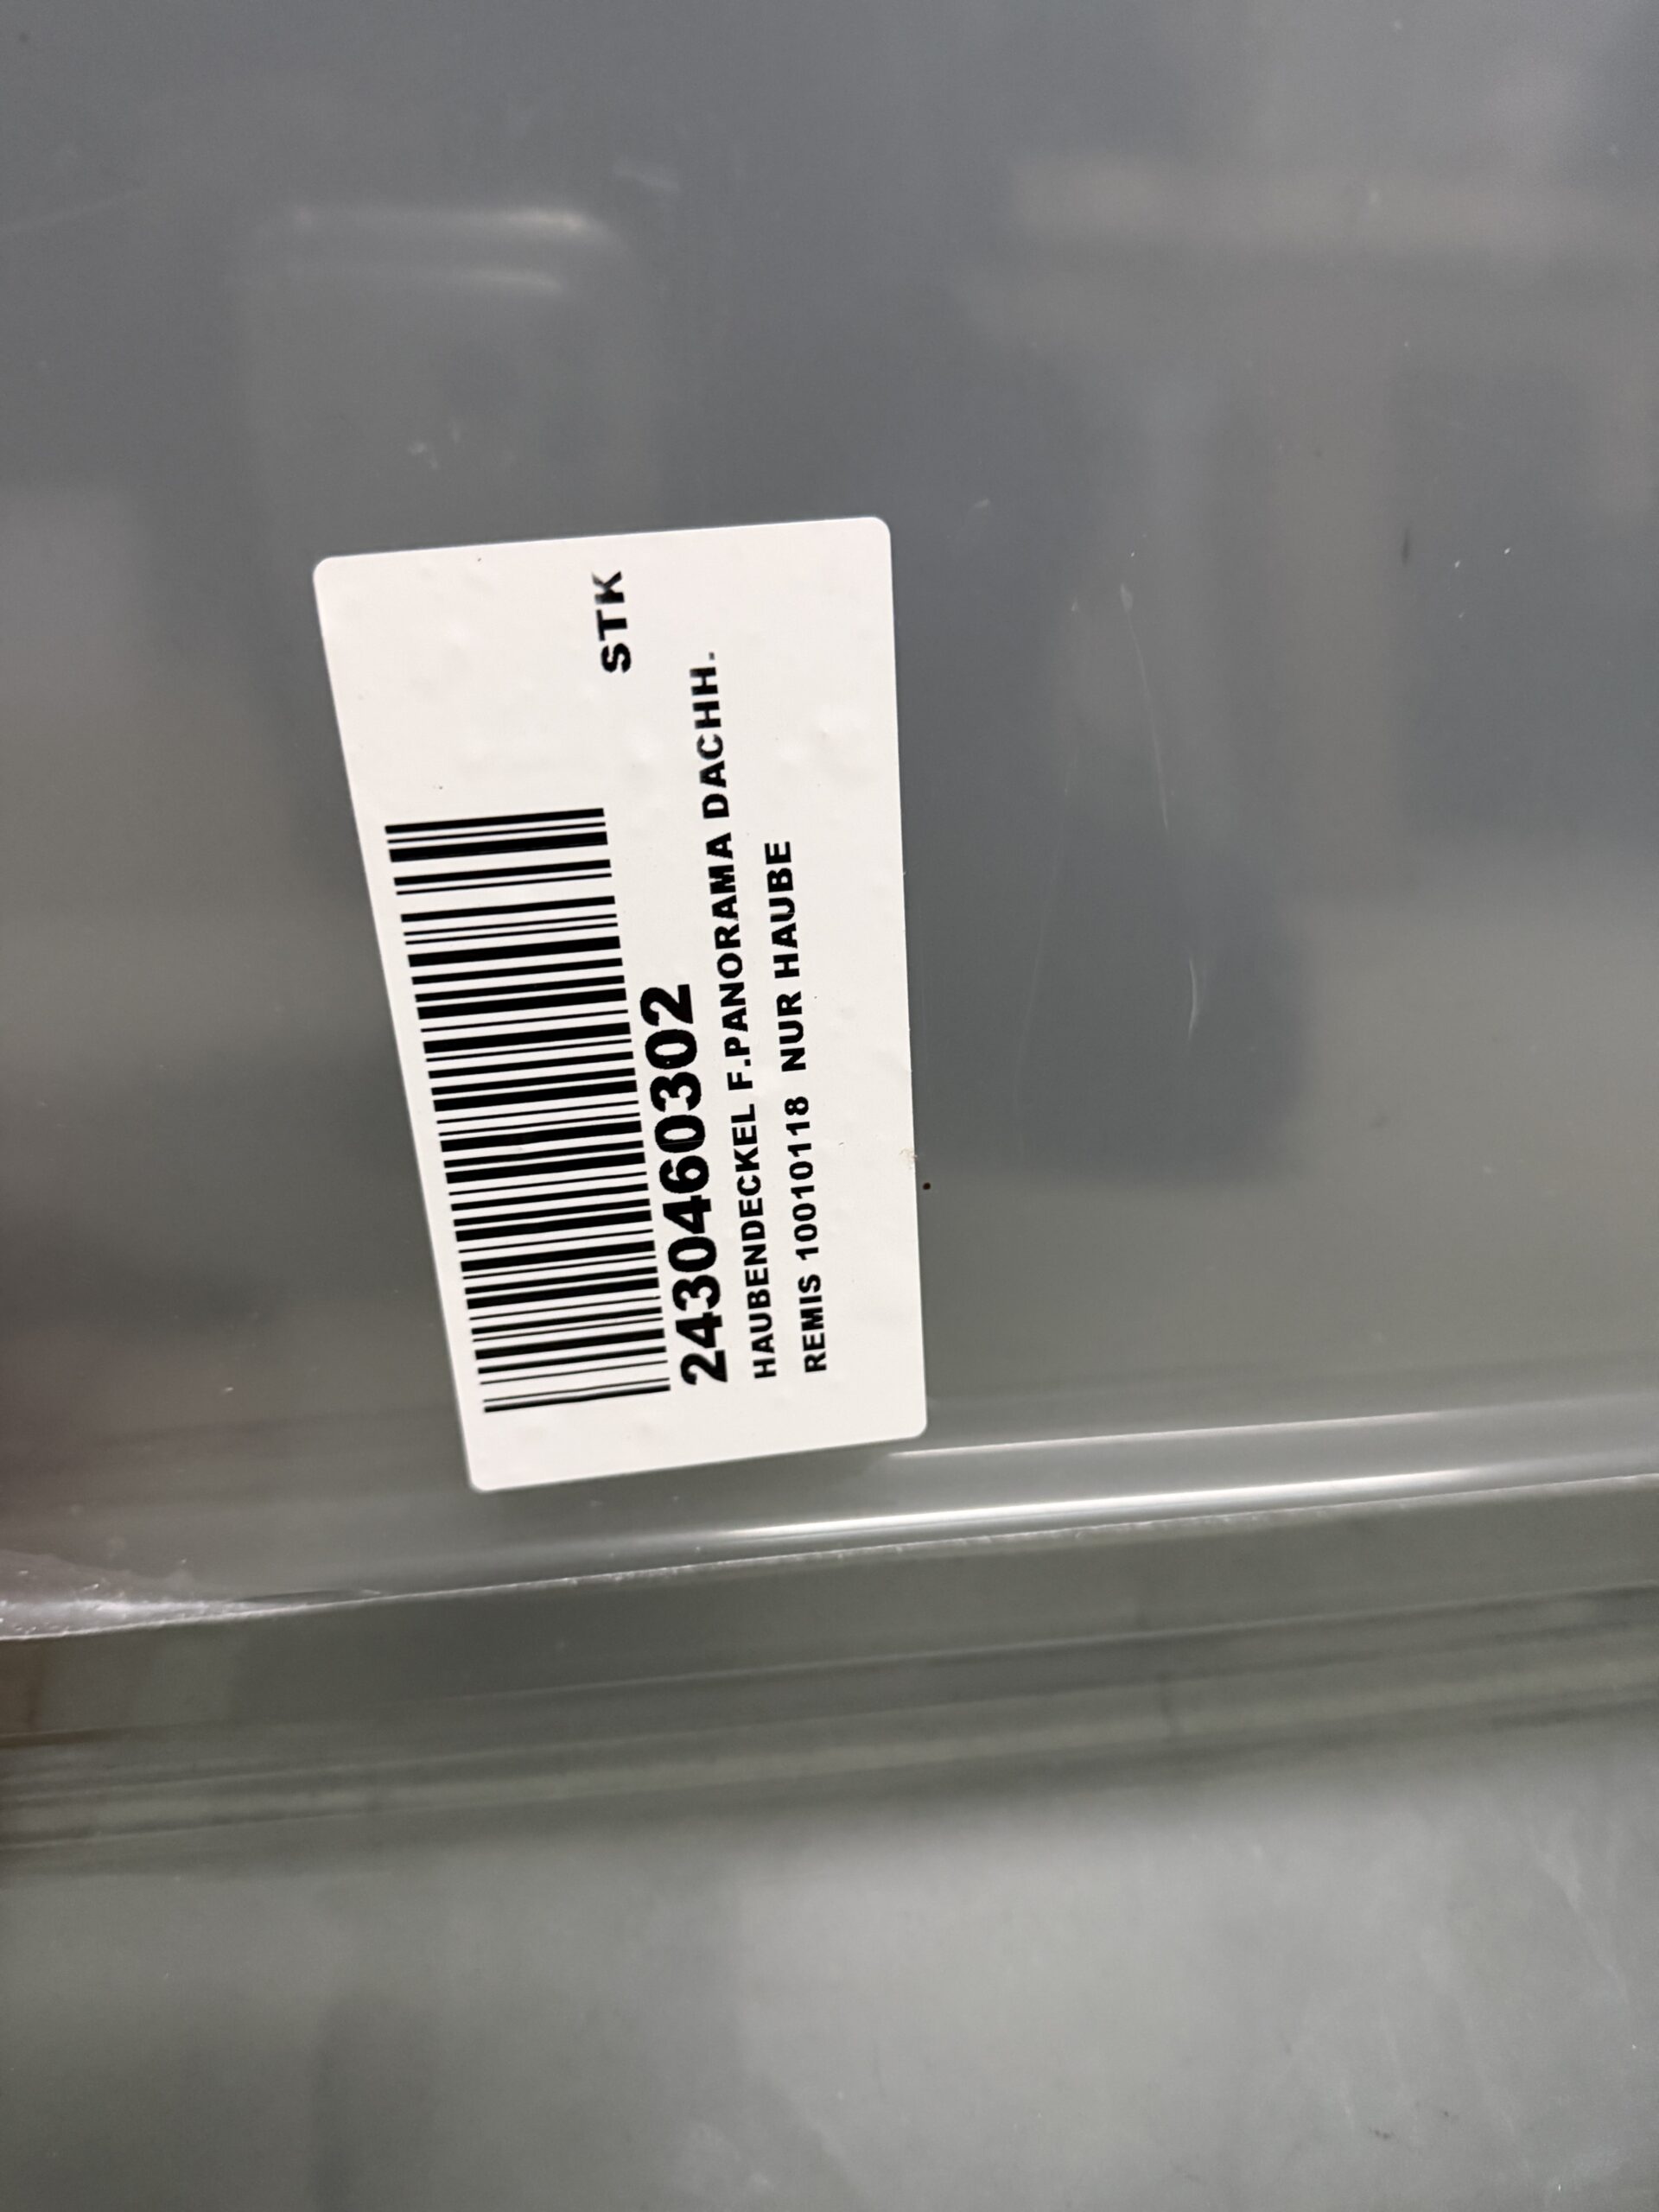 STK
2430460302
HAUBENDECKEL F.PANORAMA DACHH.
REMIS 10010118 NUR HAUBE